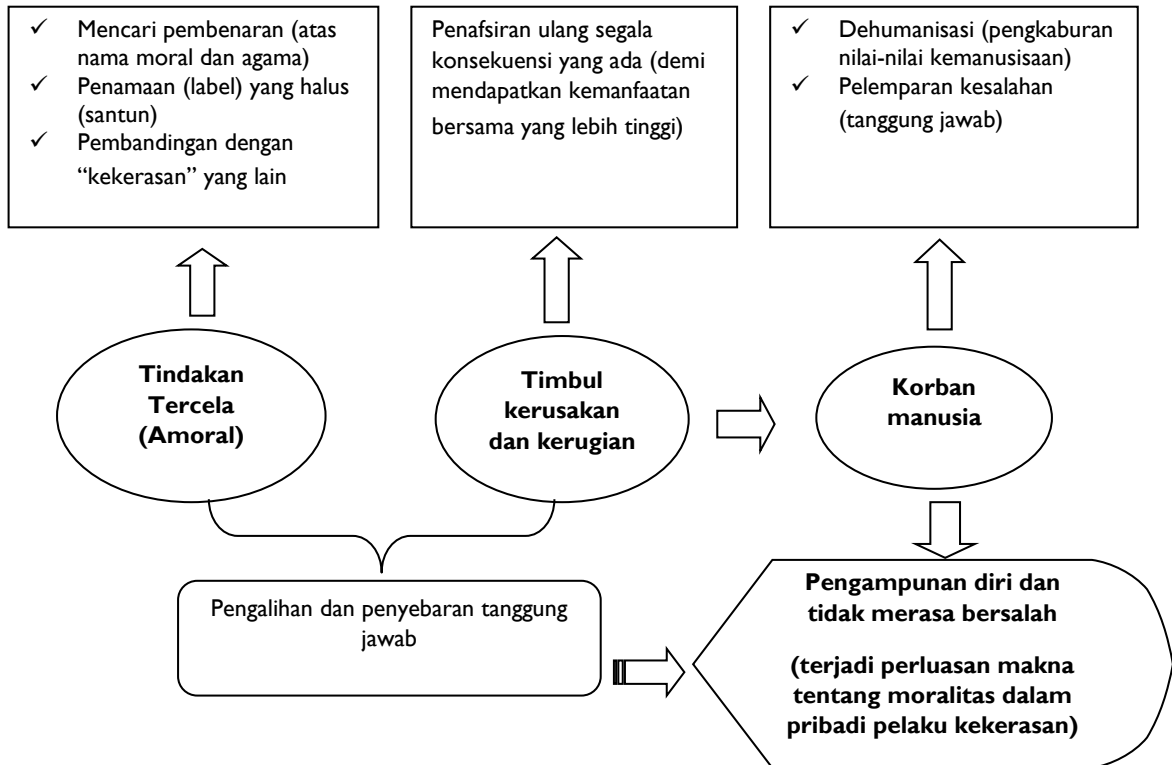 ✓ Mencari pembenaran (atas
nama moral dan agama)
✓ Penamaan (label) yang halus
(santun)
✓ Pembandingan dengan
“kekerasan” yang lain
Penafsiran ulang segala
konsekuensi yang ada (demi
mendapatkan kemanfaatan
bersama yang lebih tinggi)
✓ Dehumanisasi (pengkaburan
nilai-nilai kemanusisaan)
✓ Pelemparan kesalahan
(tanggung jawab)
Tindakan
Tercela
(Amoral)
Timbul
kerusakan
dan kerugian
Korban
manusia
Pengalihan dan penyebaran tanggung
jawab
Pengampunan diri dan
tidak merasa bersalah
(terjadi perluasan makna
tentang moralitas dalam
pribadi pelaku kekerasan)